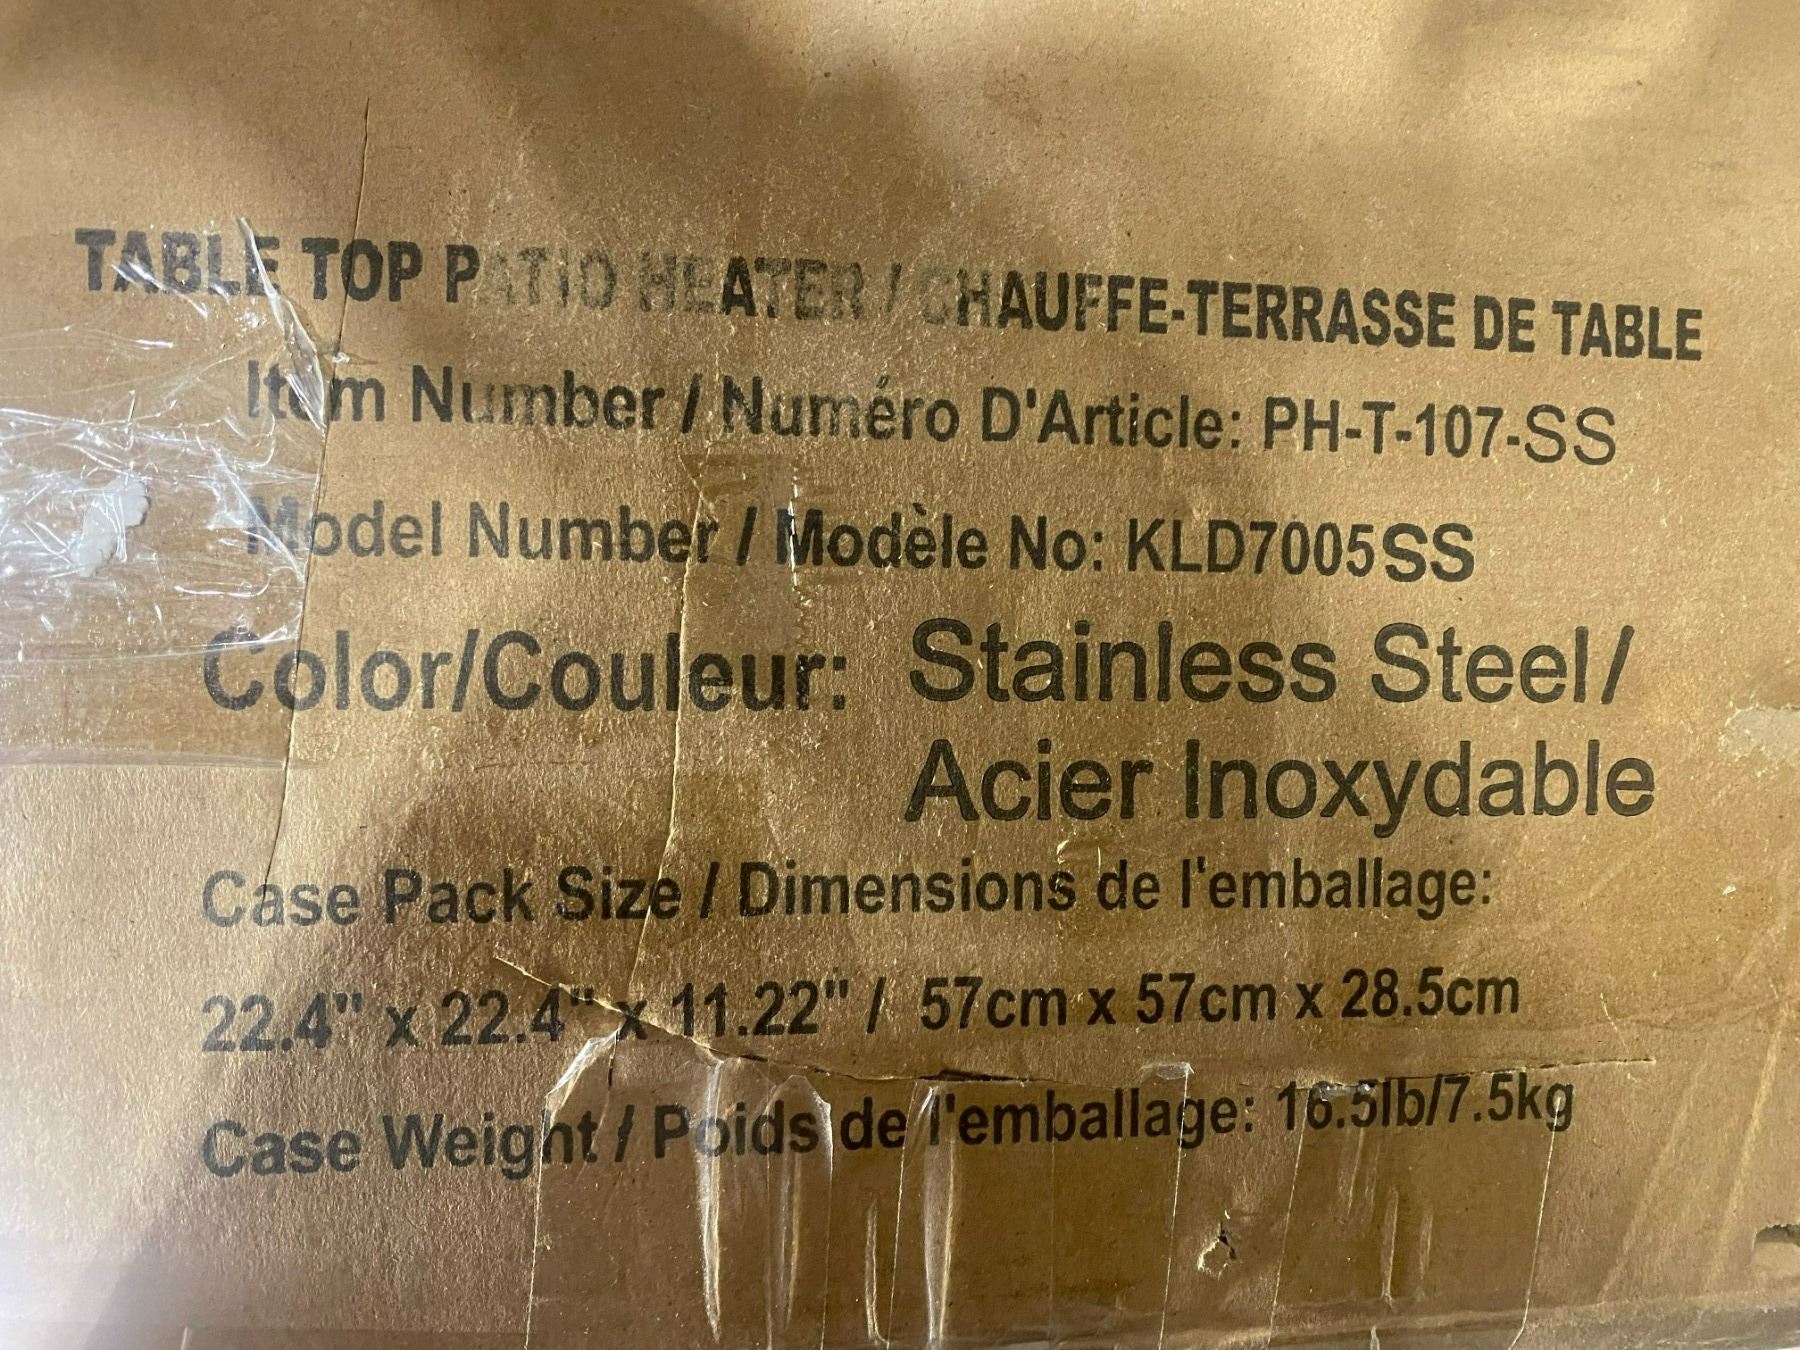 TABLE TOP PATIO HEATER / CHAUFFE-TERRASSE DE TABLE
Item Number / Numéro D'Article: PH-T-107-SS
Model Number / Modèle No: KLD7005SS
Color/Couleur: Stainless Steel/
Acier Inoxydable
Case Pack Size / Dimensions de l'emballage:
22.4" x 22.4" x 11.22" / 57cm x 57cm x 28.5cm
Case Weight / Poids de l'emballage: 16.5lb/7.5kg